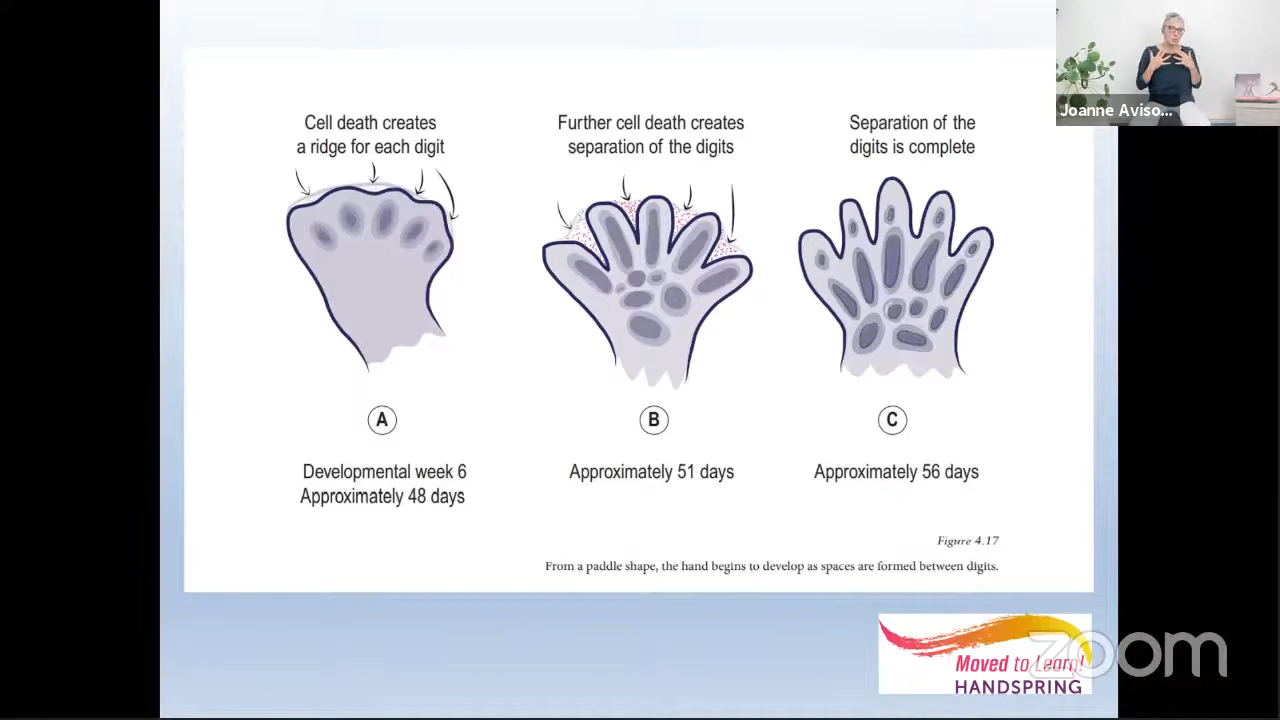 Joanne Aviso...
Cell death creates
a ridge for each digit
Further cell death creates
separation of the digits
Separation of the
digits is complete
A
B
C
Developmental week 6
Approximately 48 days
Approximately 51 days
Approximately 56 days
Figure 4.17
From a paddle shape, the hand begins to develop as spaces are formed between digits.
Moved to Learn!
HANDSPRING
zoom